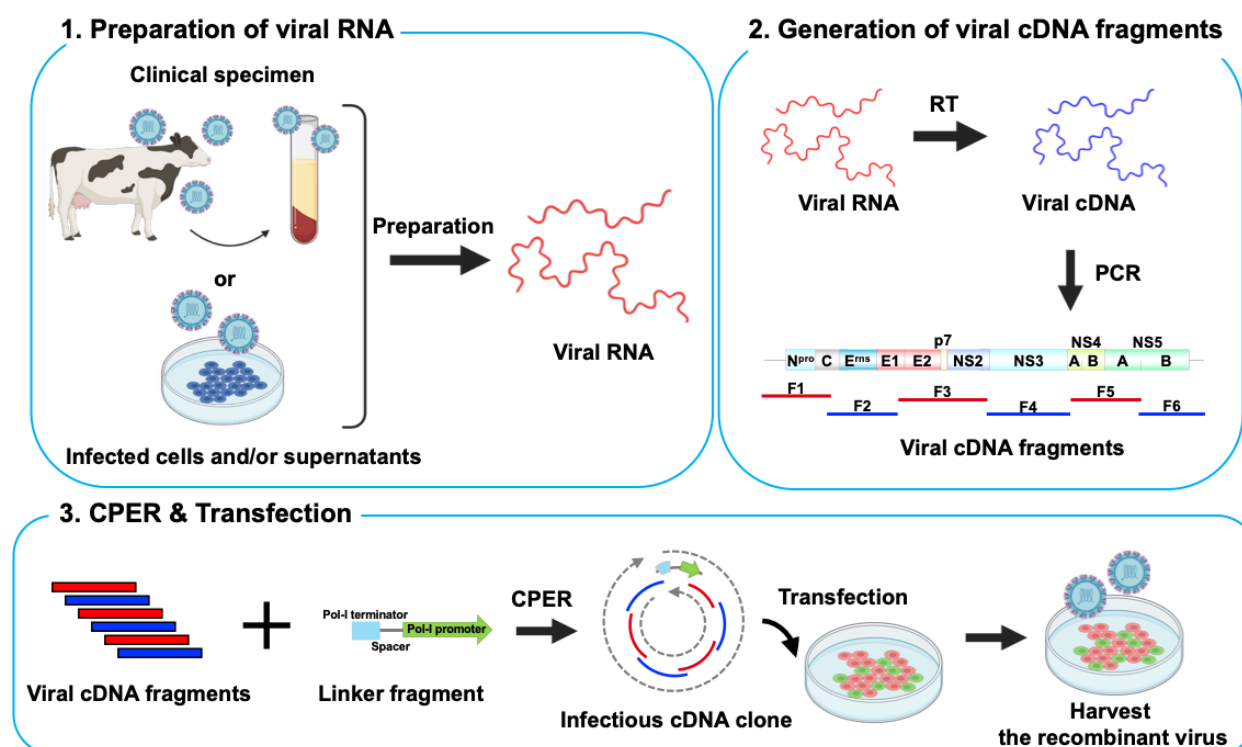 1. Preparation of viral RNA
Clinical specimen
or
Infected cells and/or supernatants
Preparation
Viral RNA
2. Generation of viral cDNA fragments
RT
Viral RNA
Viral cDNA
PCR
p7 NS4 NS5
Npro C Erns E1 E2 NS2 NS3 A B A B
F1 F3 F5
F2 F4 F6
Viral cDNA fragments
3. CPER & Transfection
Viral cDNA fragments
Pol-I terminator
Pol-I promoter
Spacer
Linker fragment
CPER
Infectious cDNA clone
Transfection
Harvest
the recombinant virus